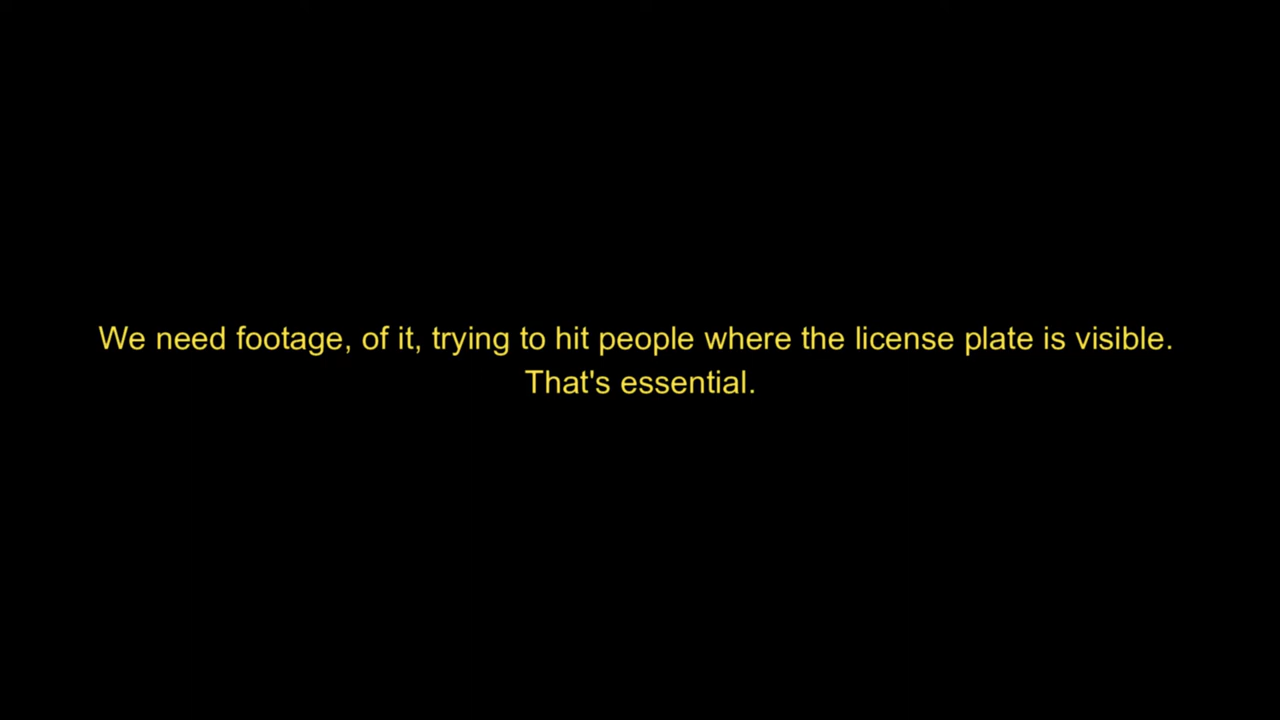 We need footage, of it, trying to hit people where the license plate is visible.
That's essential.